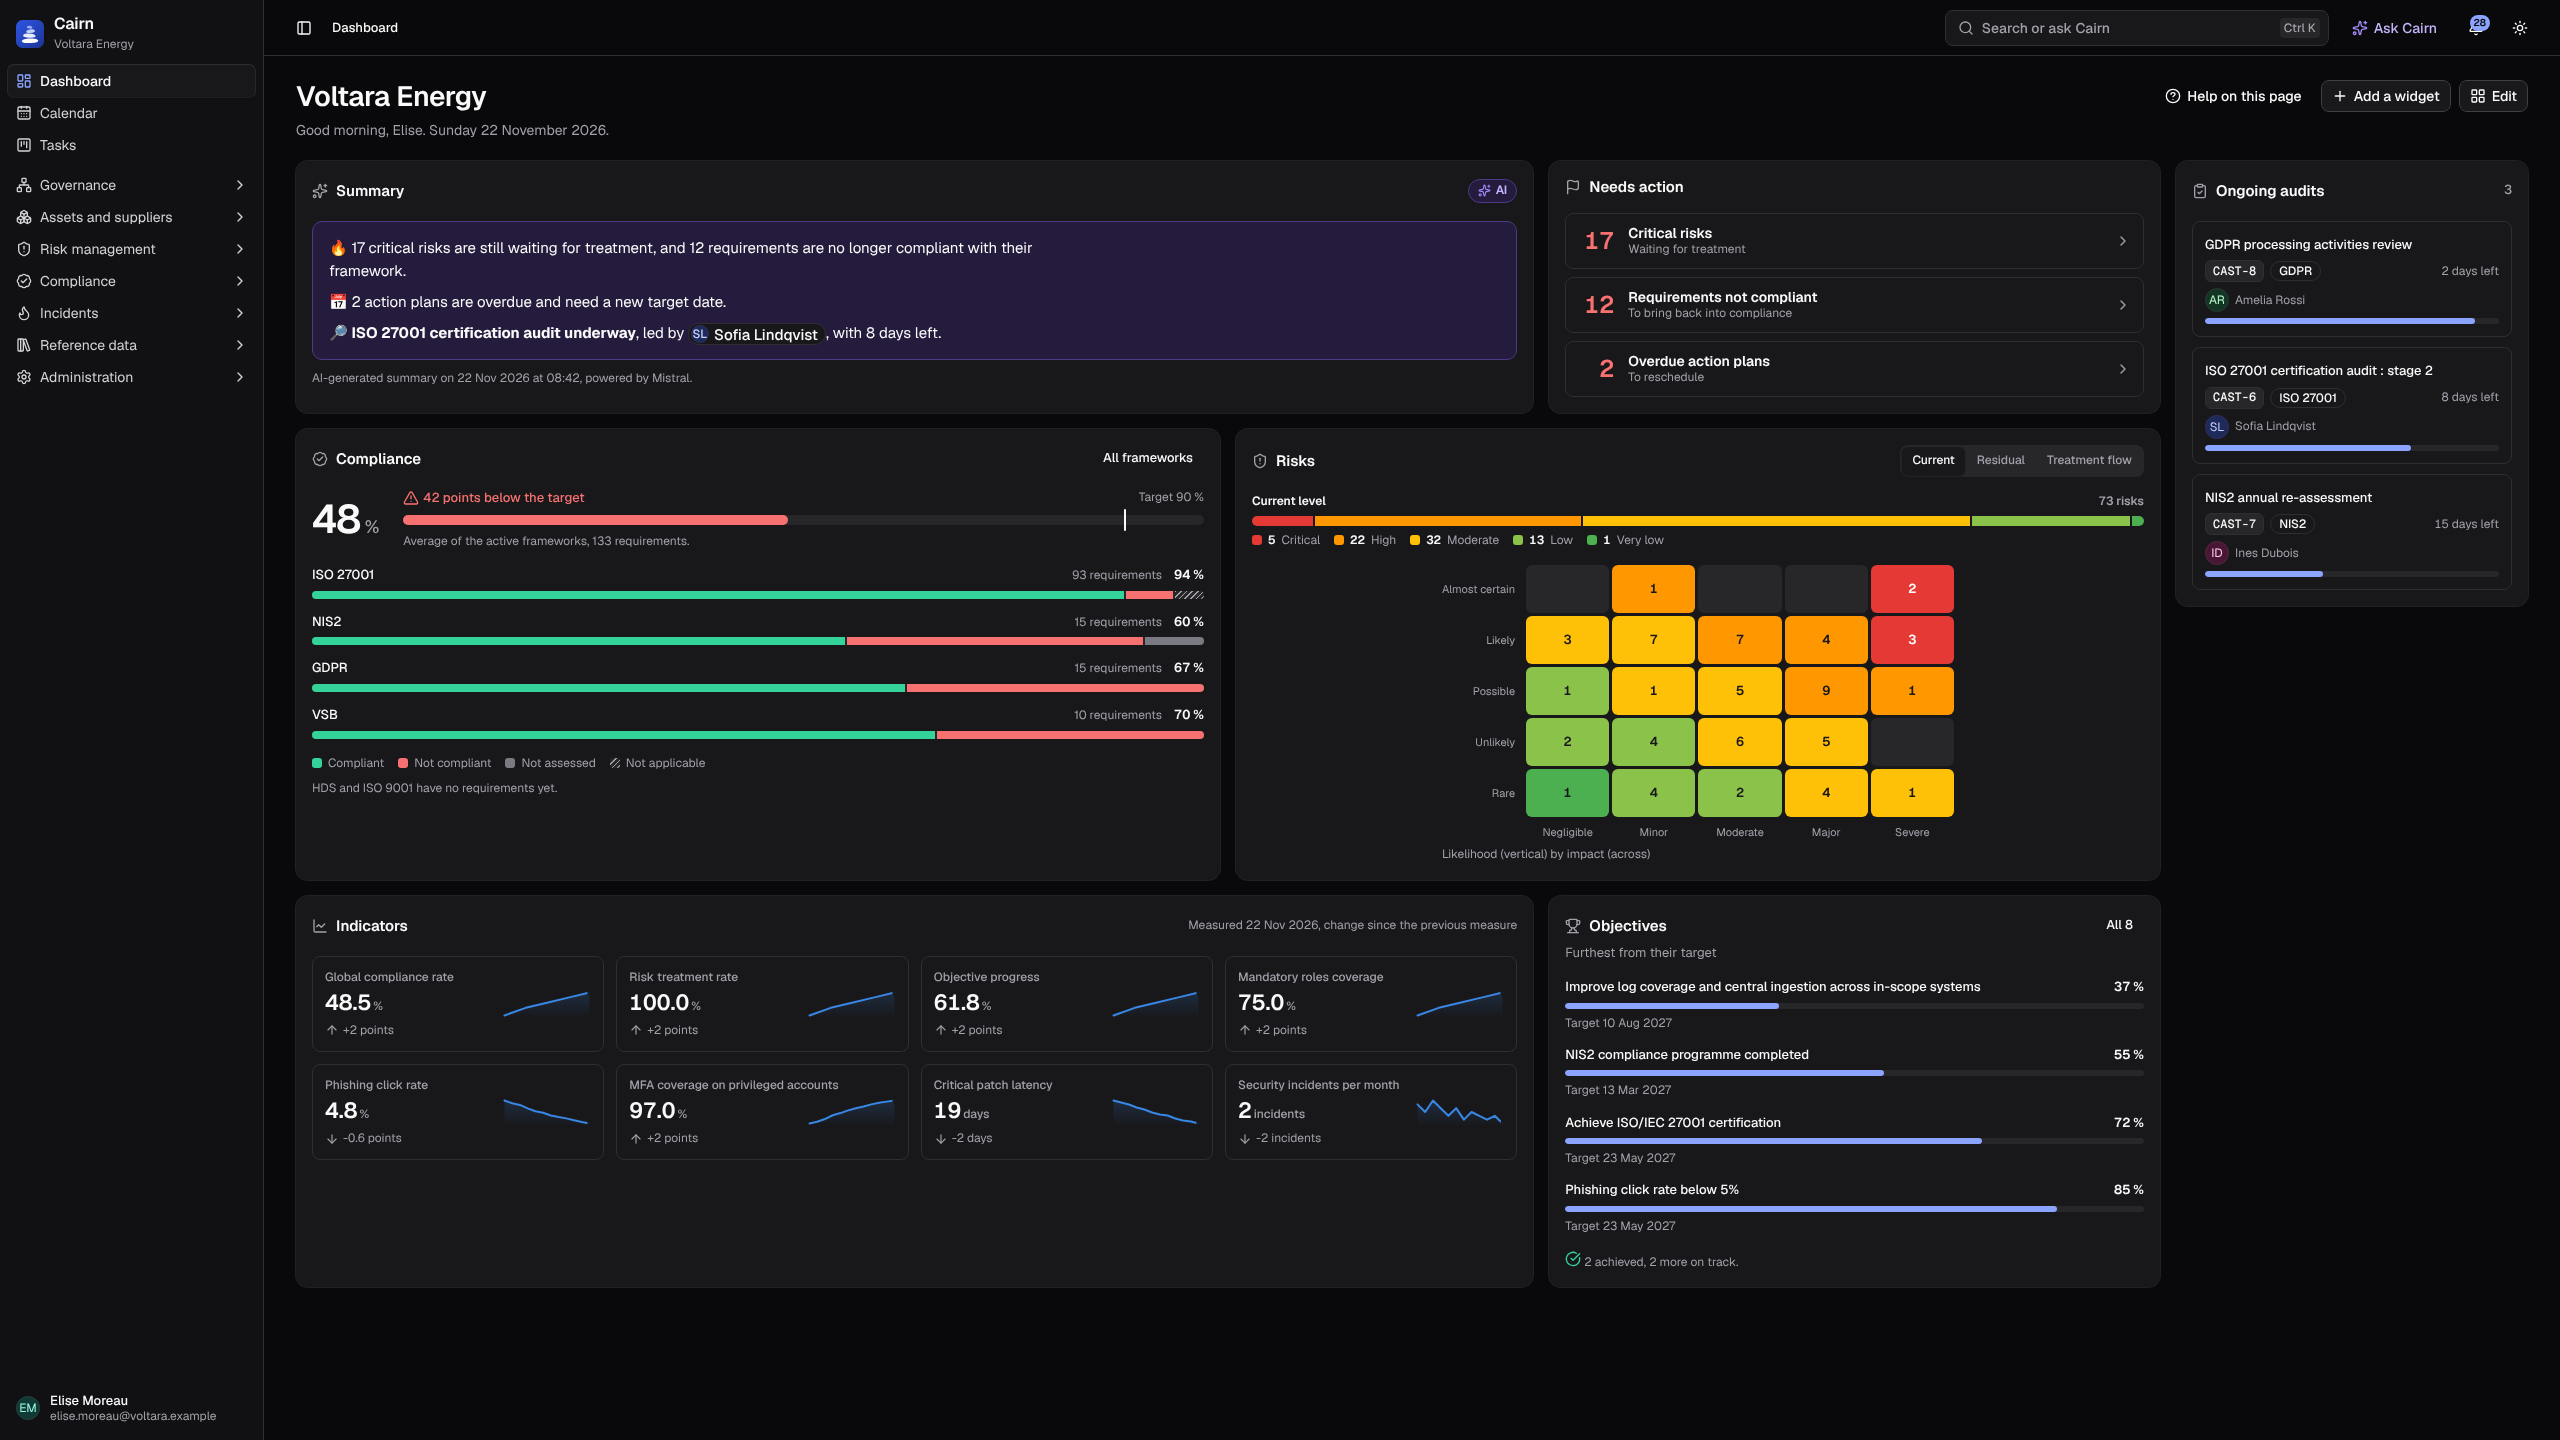 Cairn
Voltara Energy
Dashboard
Calendar
Tasks
Governance
Assets and suppliers
Risk management
Compliance
Incidents
Reference data
Administration
EM
Elise Moreau
elise.moreau@voltara.example
Dashboard
Search or ask Cairn
Ctrl K
Ask Cairn
28
Voltara Energy
Good morning, Elise. Sunday 22 November 2026.
Help on this page
Add a widget
Edit
Summary
AI
🔥 17 critical risks are still waiting for treatment, and 12 requirements are no longer compliant with their
framework.
📅 2 action plans are overdue and need a new target date.
🔎 ISO 27001 certification audit underway, led by SL Sofia Lindqvist, with 8 days left.
AI-generated summary on 22 Nov 2026 at 08:42, powered by Mistral.
Needs action
17 Critical risks
Waiting for treatment
12 Requirements not compliant
To bring back into compliance
2 Overdue action plans
To reschedule
Ongoing audits
3
GDPR processing activities review
CAST-8 GDPR 2 days left
AR Amelia Rossi
ISO 27001 certification audit : stage 2
CAST-6 ISO 27001 8 days left
SL Sofia Lindqvist
NIS2 annual re-assessment
CAST-7 NIS2 15 days left
ID Ines Dubois
Compliance
All frameworks
48 %
42 points below the target
Target 90 %
Average of the active frameworks, 133 requirements.
ISO 27001 93 requirements 94 %
NIS2 15 requirements 60 %
GDPR 15 requirements 67 %
VSB 10 requirements 70 %
Compliant Not compliant Not assessed Not applicable
HDS and ISO 9001 have no requirements yet.
Risks
Current Residual Treatment flow
Current level
73 risks
5 Critical 22 High 32 Moderate 13 Low 1 Very low
Almost certain 1 2
Likely 3 7 7 4 3
Possible 1 1 5 9 1
Unlikely 2 4 6 5
Rare 1 4 2 4 1
Negligible Minor Moderate Major Severe
Likelihood (vertical) by impact (across)
Indicators
Measured 22 Nov 2026, change since the previous measure
Global compliance rate
48.5 %
+2 points
Risk treatment rate
100.0 %
+2 points
Objective progress
61.8 %
+2 points
Mandatory roles coverage
75.0 %
+2 points
Phishing click rate
4.8 %
-0.6 points
MFA coverage on privileged accounts
97.0 %
+2 points
Critical patch latency
19 days
-2 days
Security incidents per month
2 incidents
-2 incidents
Objectives
All 8
Furthest from their target
Improve log coverage and central ingestion across in-scope systems 37 %
Target 10 Aug 2027
NIS2 compliance programme completed 55 %
Target 13 Mar 2027
Achieve ISO/IEC 27001 certification 72 %
Target 23 May 2027
Phishing click rate below 5% 85 %
Target 23 May 2027
2 achieved, 2 more on track.